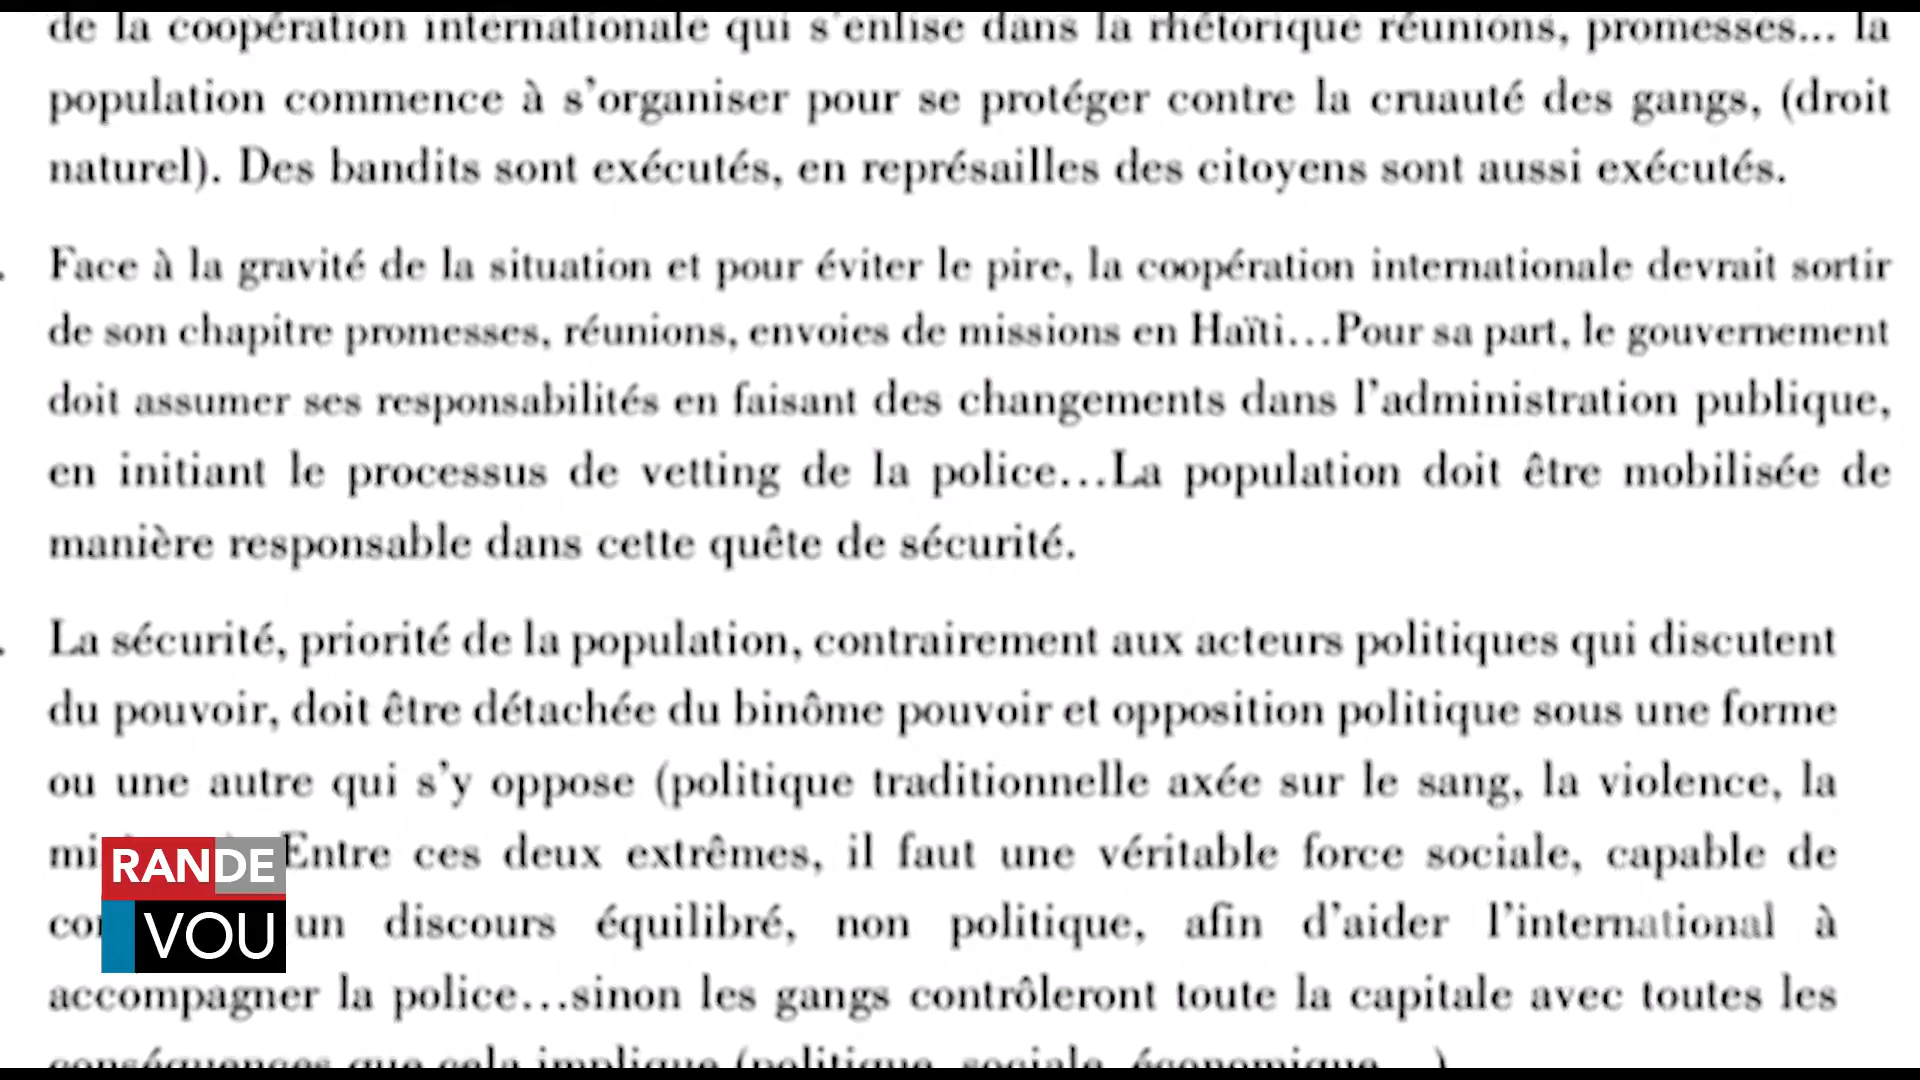 de la coopération internationale qui s'enlise dans la rhétorique réunions, promesses... la
population commence à s'organiser pour se protéger contre la cruauté des gangs, (droit
naturel). Des bandits sont exécutés, en représailles des citoyens sont aussi exécutés.
. Face à la gravité de la situation et pour éviter le pire, la coopération internationale devrait sortir
de son chapitre promesses, réunions, envoies de missions en Haïti…Pour sa part, le gouvernement
doit assumer ses responsabilités en faisant des changements dans l'administration publique,
en initiant le processus de vetting de la police…La population doit être mobilisée de
manière responsable dans cette quête de sécurité.
. La sécurité, priorité de la population, contrairement aux acteurs politiques qui discutent
du pouvoir, doit être détachée du binôme pouvoir et opposition politique sous une forme
ou une autre qui s'y oppose (politique traditionnelle axée sur le sang, la violence, la
Entre ces deux extrêmes, il faut une véritable force sociale, capable de
un discours équilibré, non politique, afin d'aider l'international à
accompagner la police…sinon les gangs contrôleront toute la capitale avec toutes les
conséquences que cela implique (politique, sociale, économique…)
RANDE
VOU